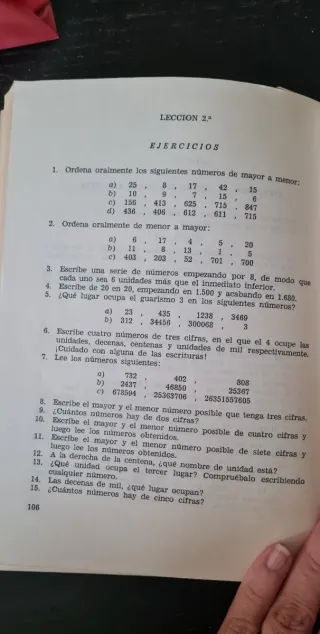 LECCION 2.ª
EJERCICIOS
1. Ordena oralmente los siguientes números de mayor a menor:
a) 25 , 8 , 17 , 42 , 15
b) 10 , 9 , 7 , 15 , 6
c) 156 , 413 , 625 , 715 , 847
d) 436 , 406 , 612 , 611 , 715
2. Ordena oralmente de menor a mayor:
a) 6 , 17 , 4 , 5 , 20
b) 11 , 8 , 13 , 1 , 5
c) 403 , 203 , 52 , 701 , 700
3. Escribe una serie de números empezando por 8, de modo que
cada uno sea 6 unidades más que el inmediato inferior.
4. Escribe de 20 en 20, empezando en 1.500 y acabando en 1.680.
5. ¿Qué lugar ocupa el guarismo 3 en los siguientes números?
a) 23 , 435 , 1238 , 3469
b) 312 , 34456 , 300068 , 3
6. Escribe cuatro números de tres cifras, en el que el 4 ocupe las
unidades, decenas, centenas y unidades de mil respectivamente.
¡Cuidado con alguna de las escrituras!
7. Lee los números siguientes:
a) 732 , 402 , 808
b) 2437 , 46850 , 25367
c) 678594 , 25363706 , 26351557605
8. Escribe el mayor y el menor número posible que tenga tres cifras.
9. ¿Cuántos números hay de dos cifras?
10. Escribe el mayor y el menor número posible de cuatro cifras y
luego lee los números obtenidos.
11. Escribe el mayor y el menor número posible de siete cifras y
luego lee los números obtenidos.
12. A la derecha de la centena, ¿qué nombre de unidad está?
13. ¿Qué unidad ocupa el tercer lugar? Compruébalo escribiendo
cualquier número.
14. Las decenas de mil, ¿qué lugar ocupan?
15. ¿Cuántos números hay de cinco cifras?
106